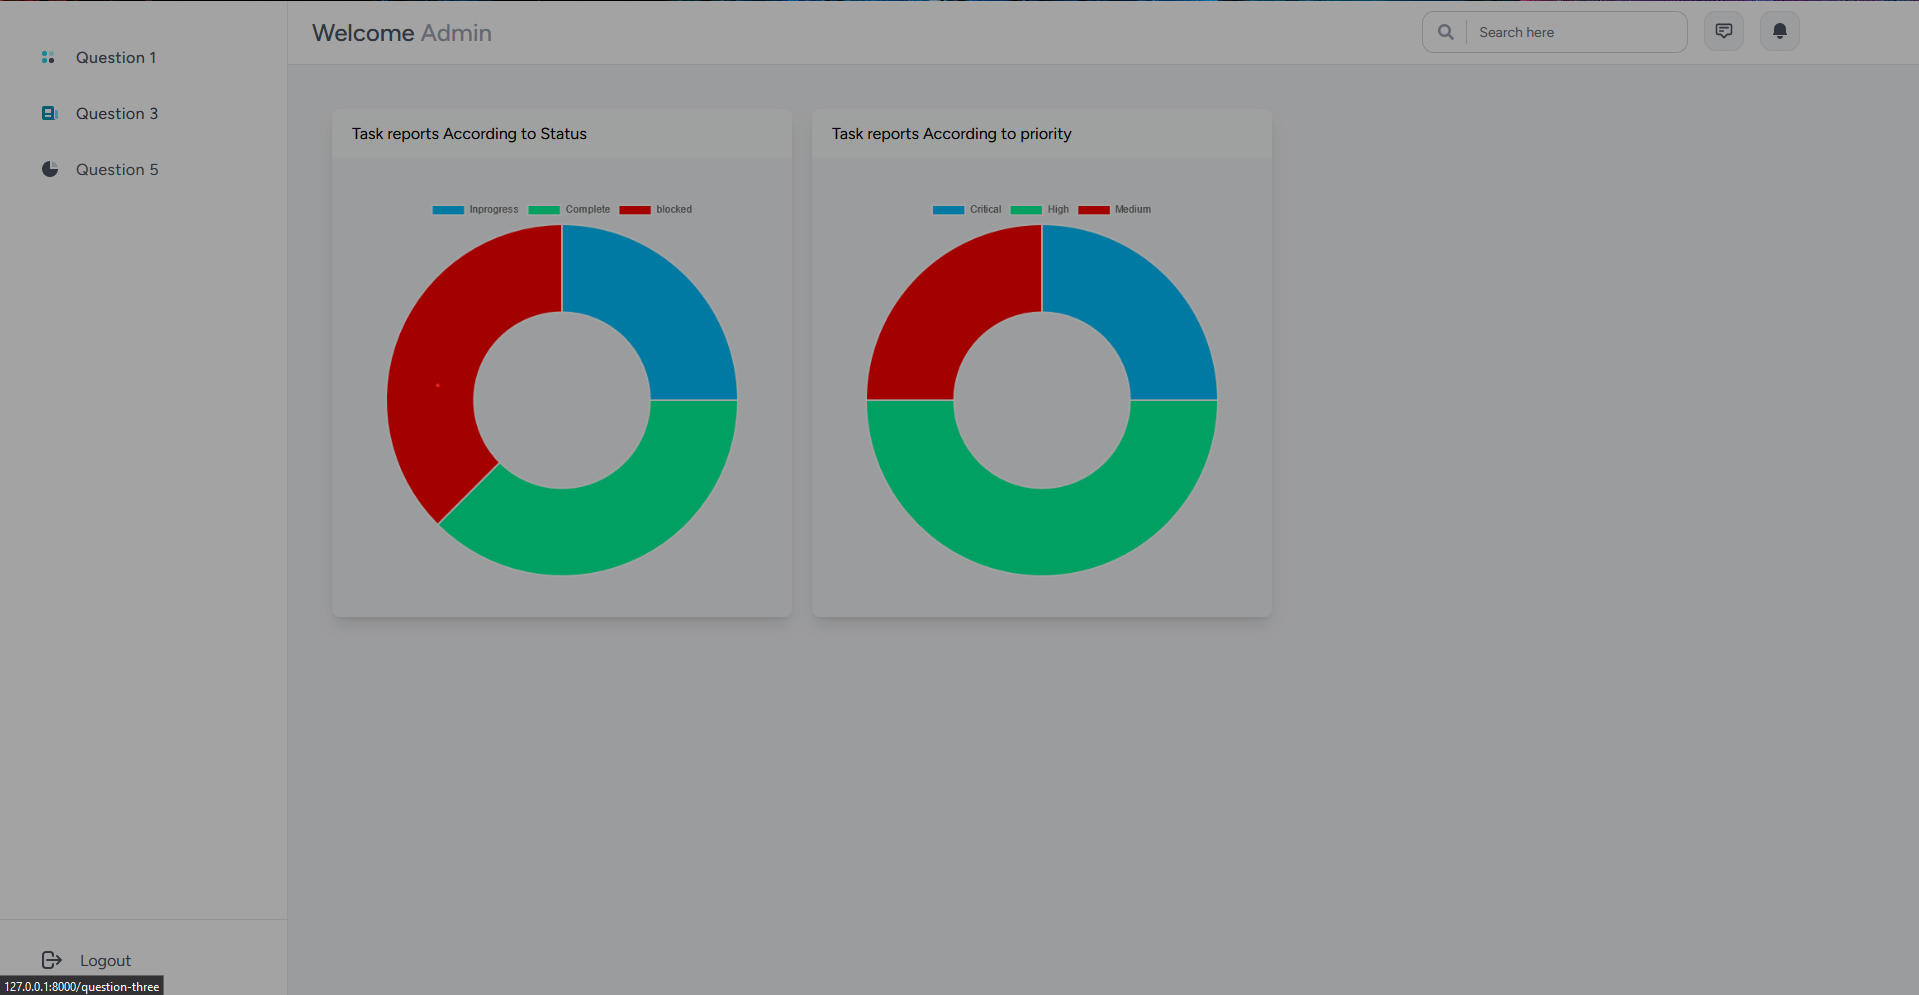 Question 1
Question 3
Question 5
Logout
127.0.0.1:8000/question-three
Welcome Admin
Search here
Task reports According to Status
Inprogress Complete blocked
Task reports According to priority
Critical High Medium